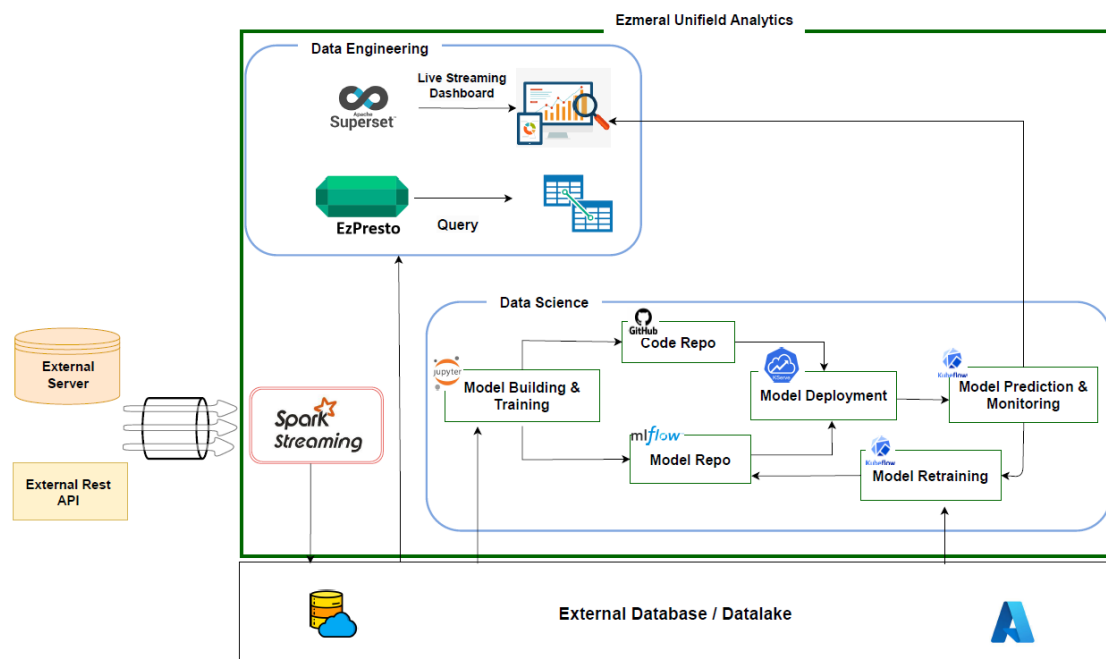 Ezmeral Unifield Analytics
Data Engineering
Live Streaming
Dashboard
Apache
Superset
EzPresto
Query
Data Science
GitHub
Code Repo
jupyter
Model Building &
Training
Model Deployment
Kubeflow
Model Prediction &
Monitoring
mlflow
Model Repo
Kubeflow
Model Retraining
External
Server
Spark
Streaming
External Rest
API
External Database / Datalake